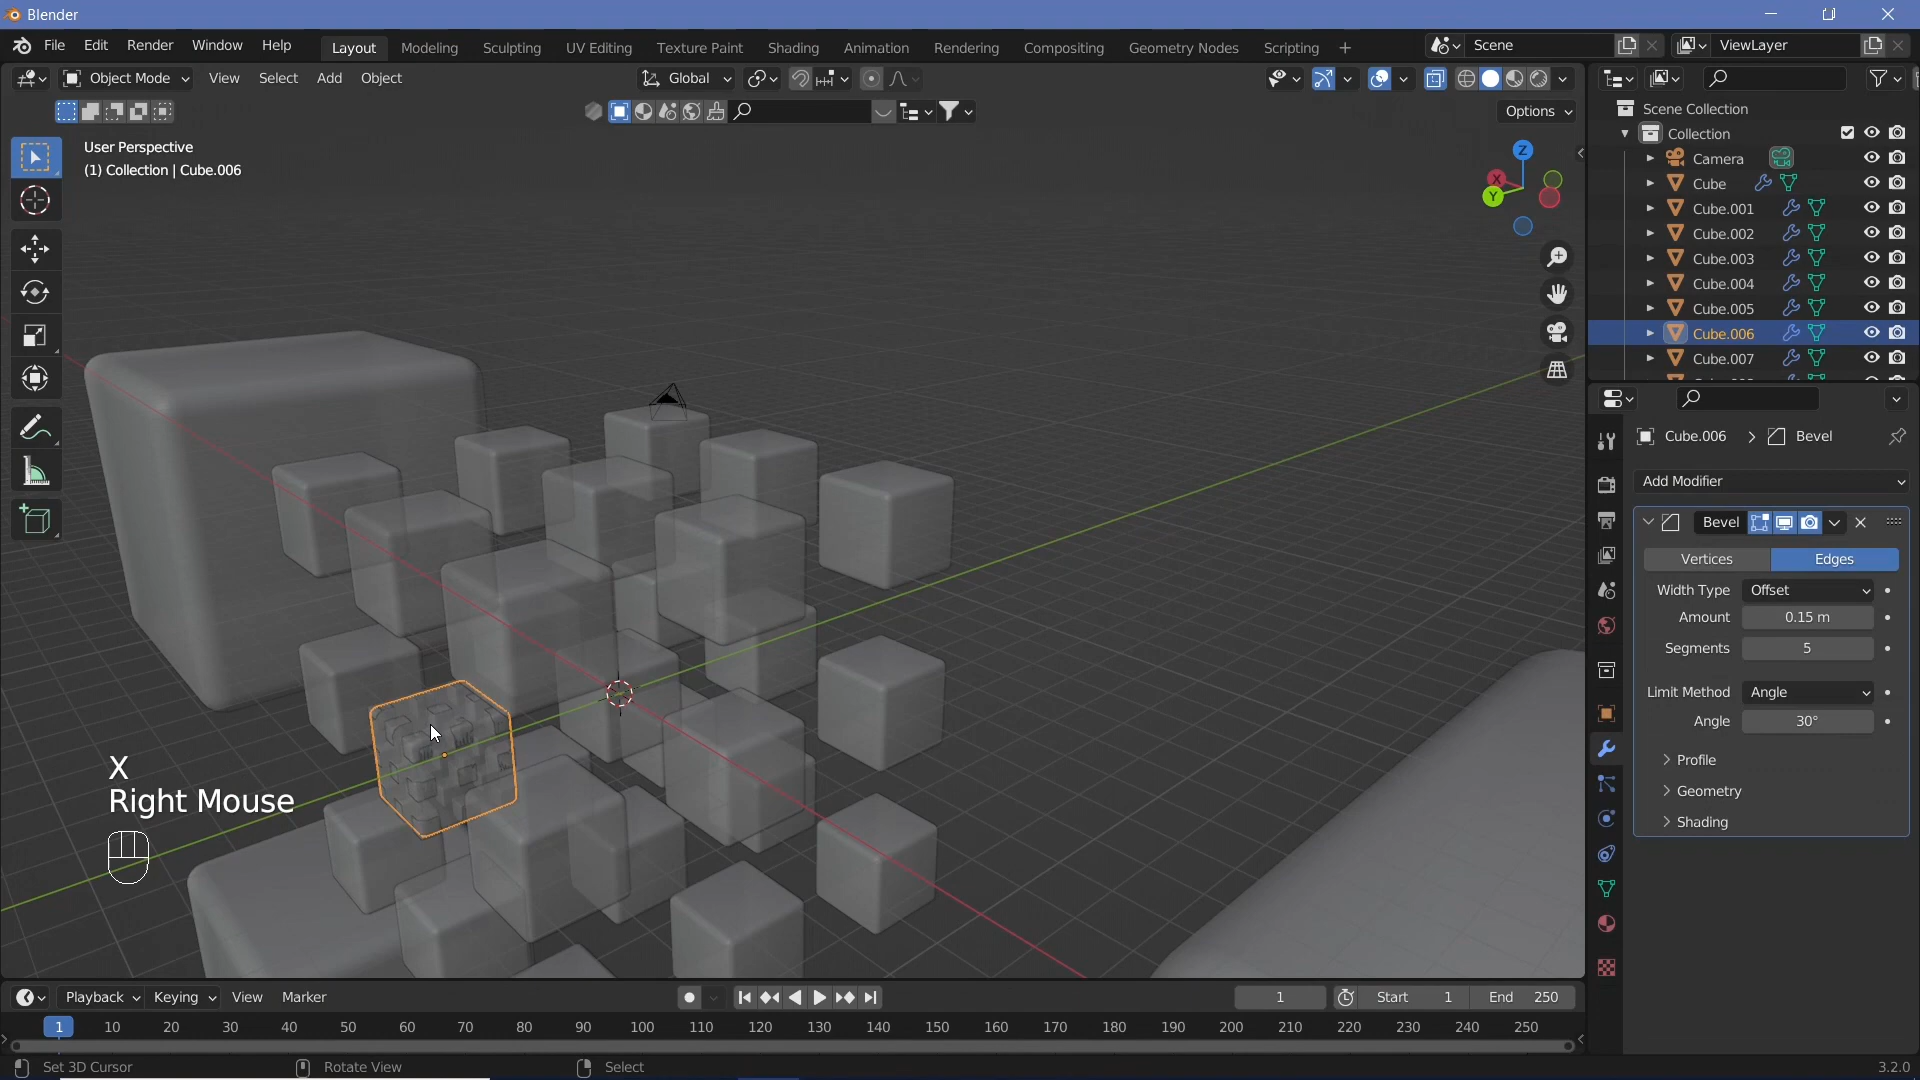 Blender
File Edit Render Window Help Layout Modeling Sculpting UV Editing Texture Paint Shading Animation Rendering Compositing Geometry Nodes Scripting + Scene ViewLayer
Object Mode View Select Add Object Global
Options
User Perspective
(1) Collection | Cube.006
Z
X
Y
Scene Collection
Collection
Camera
Cube
Cube.001
Cube.002
Cube.003
Cube.004
Cube.005
Cube.006
Cube.007
Cube.006 > Bevel
Add Modifier
Bevel
Vertices Edges
Width Type Offset
Amount 0.15 m
Segments 5
Limit Method Angle
Angle 30°
Profile
Geometry
Shading
X
Right Mouse
Playback Keying View Marker 1 Start 1 End 250
1 10 20 30 40 50 60 70 80 90 100 110 120 130 140 150 160 170 180 190 200 210 220 230 240 250
Set 3D Cursor Rotate View Select 3.2.0